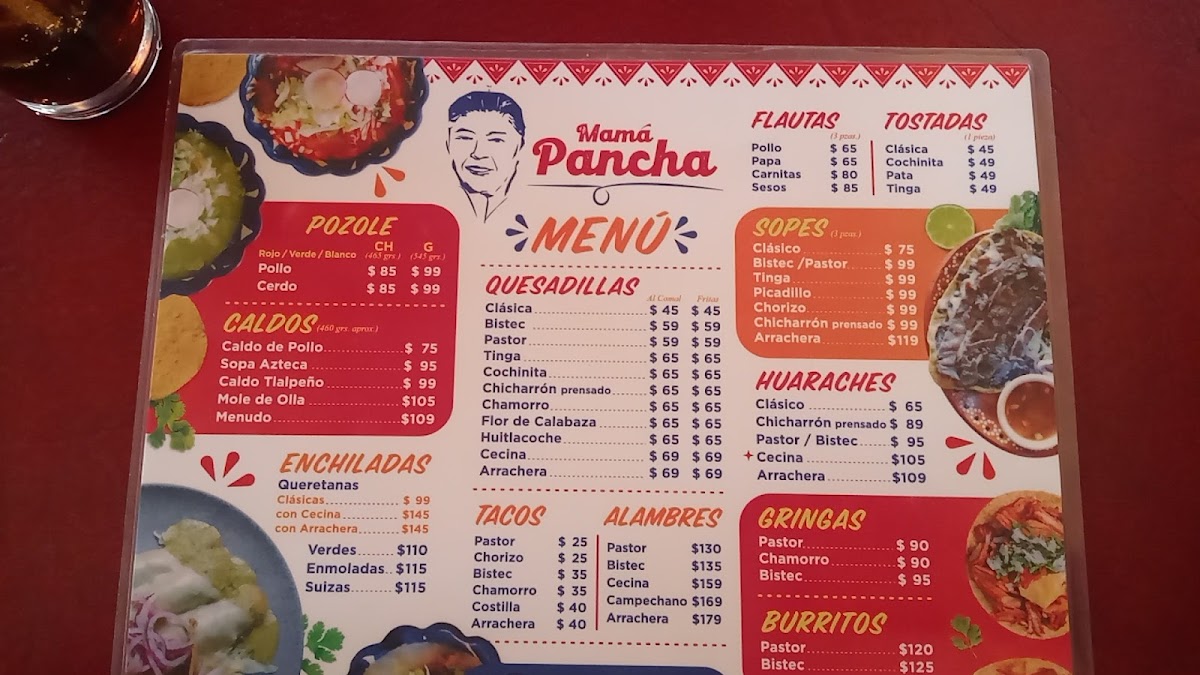 Mamá
Pancha
MENÚ
POZOLE
Rojo / Verde / Blanco CH (465 grs.) G (545 grs.)
Pollo $ 85 $ 99
Cerdo $ 85 $ 99
CALDOS (460 grs. aprox.)
Caldo de Pollo $ 75
Sopa Azteca $ 95
Caldo Tlalpeño $ 99
Mole de Olla $105
Menudo $109
ENCHILADAS
Queretanas
Clásicas $ 99
con Cecina $145
con Arrachera $145
Verdes $110
Enmoladas $115
Suizas $115
QUESADILLAS
Al Comal Fritas
Clásica $ 45 $ 45
Bistec $ 59 $ 59
Pastor $ 59 $ 59
Tinga $ 65 $ 65
Cochinita $ 65 $ 65
Chicharrón prensado $ 65 $ 65
Chamorro $ 65 $ 65
Flor de Calabaza $ 65 $ 65
Huitlacoche $ 65 $ 65
Cecina $ 69 $ 69
Arrachera $ 69 $ 69
TACOS
Pastor $ 25
Chorizo $ 25
Bistec $ 35
Chamorro $ 35
Costilla $ 40
Arrachera $ 40
ALAMBRES
Pastor $130
Bistec $135
Cecina $159
Campechano $169
Arrachera $179
FLAUTAS
(3 pzas.)
Pollo $ 65
Papa $ 65
Carnitas $ 80
Sesos $ 85
TOSTADAS
(1 pieza)
Clásica $ 45
Cochinita $ 49
Pata $ 49
Tinga $ 49
SOPES (3 pzas.)
Clásico $ 75
Bistec /Pastor $ 99
Tinga $ 99
Picadillo $ 99
Chorizo $ 99
Chicharrón prensado $ 99
Arrachera $119
HUARACHES
Clásico $ 65
Chicharrón prensado $ 89
Pastor / Bistec $ 95
Cecina $105
Arrachera $109
GRINGAS
Pastor $ 90
Chamorro $ 90
Bistec $ 95
BURRITOS
Pastor $120
Bistec $125